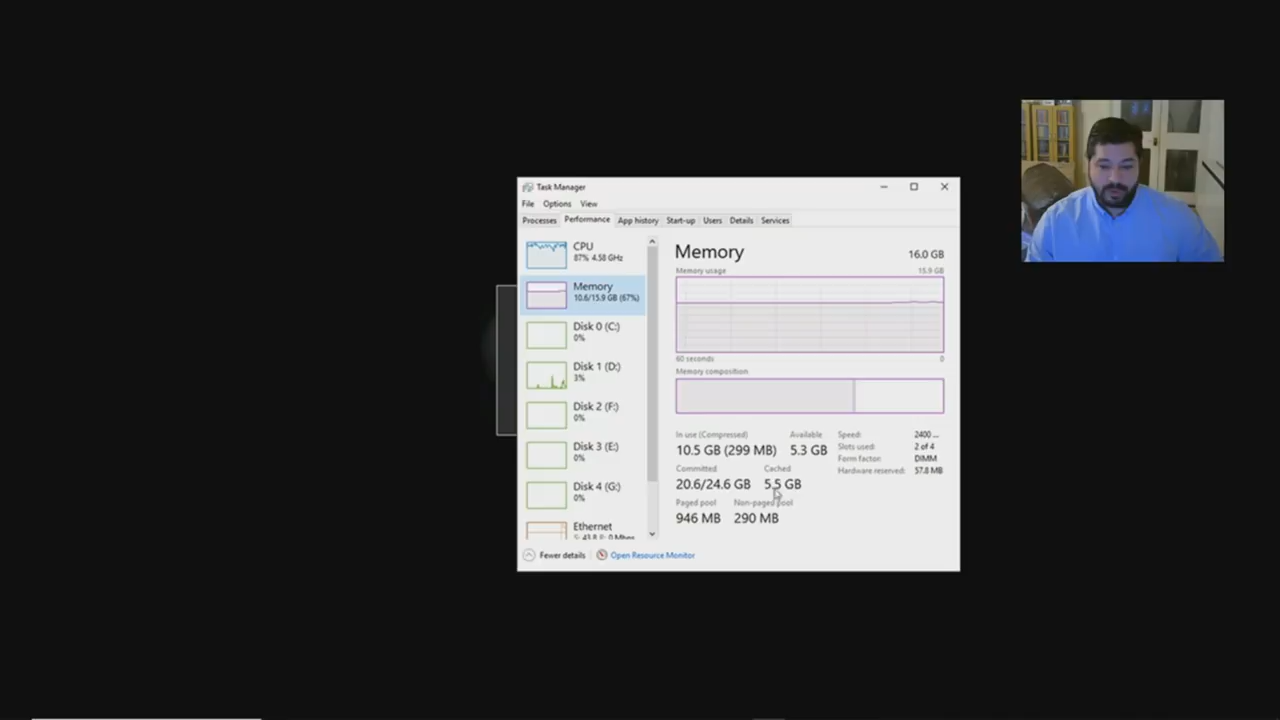 Task Manager
File Options View
Processes Performance App history Start-up Users Details Services
CPU
87% 4.58 GHz
Memory
10.6/15.9 GB (67%)
Disk 0 (C:)
0%
Disk 1 (D:)
3%
Disk 2 (F:)
0%
Disk 3 (E:)
0%
Disk 4 (G:)
0%
Ethernet
S: 43.8 R: 0 Mbps
Memory 16.0 GB
Memory usage 15.9 GB
60 seconds 0
Memory composition
In use (Compressed) Available
10.5 GB (299 MB) 5.3 GB
Committed Cached
20.6/24.6 GB 5.5 GB
Paged pool Non-paged pool
946 MB 290 MB
Speed: 2400 ...
Slots used: 2 of 4
Form factor: DIMM
Hardware reserved: 57.8 MB
Fewer details Open Resource Monitor